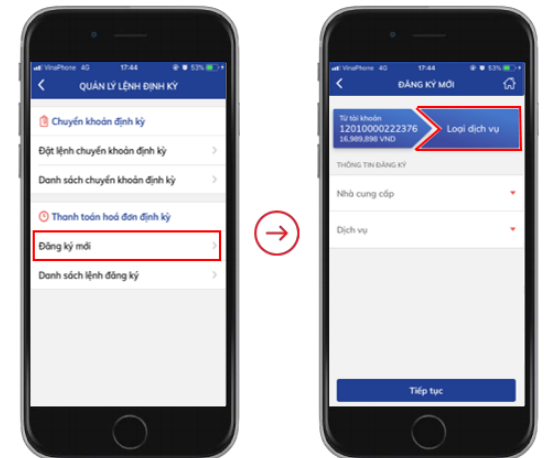 VinaPhone 4G 17:44 53%
QUẢN LÝ LỆNH ĐỊNH KỲ
Chuyển khoản định kỳ
Đặt lệnh chuyển khoản định kỳ
Danh sách chuyển khoản định kỳ
Thanh toán hoá đơn định kỳ
Đăng ký mới
Danh sách lệnh đăng ký
VinaPhone 4G 17:44 53%
ĐĂNG KÝ MỚI
Từ tài khoản
12010000222376
16,989,898 VND
Loại dịch vụ
THÔNG TIN ĐĂNG KÝ
Nhà cung cấp
Dịch vụ
Tiếp tục